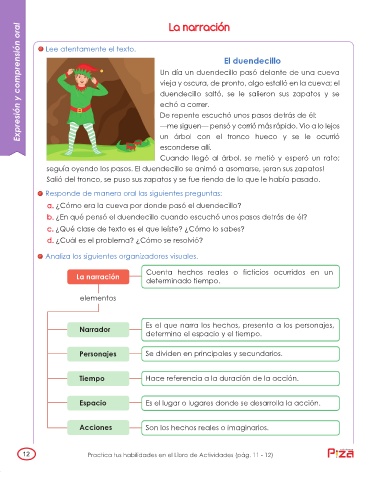 La narración
Expresión y comprensión oral
Lee atentamente el texto.
El duendecillo
Un día un duendecillo pasó delante de una cueva
vieja y oscura, de pronto, algo estalló en la cueva; el
duendecillo saltó, se le salieron sus zapatos y se
echó a correr.
De repente escuchó unos pasos detrás de él:
—me siguen— pensó y corrió más rápido. Vio a lo lejos
un árbol con el tronco hueco y se le ocurrió
esconderse allí.
Cuando llegó al árbol, se metió y esperó un rato;
seguía oyendo los pasos. El duendecillo se animó a asomarse, ¡eran sus zapatos!
Salió del tronco, se puso sus zapatos y se fue riendo de lo que le había pasado.
Responde de manera oral las siguientes preguntas:
a. ¿Cómo era la cueva por donde pasó el duendecillo?
b. ¿En qué pensó el duendecillo cuando escuchó unos pasos detrás de él?
c. ¿Qué clase de texto es el que leíste? ¿Cómo lo sabes?
d. ¿Cuál es el problema? ¿Cómo se resolvió?
Analiza los siguientes organizadores visuales.
La narración
Cuenta hechos reales o ficticios ocurridos en un
determinado tiempo.
elementos
Narrador
Es el que narra los hechos, presenta a los personajes,
determina el espacio y el tiempo.
Personajes
Se dividen en principales y secundarios.
Tiempo
Hace referencia a la duración de la acción.
Espacio
Es el lugar o lugares donde se desarrolla la acción.
Acciones
Son los hechos reales o imaginarios.
12
Practica tus habilidades en el Libro de Actividades (pág. 11 - 12)
Piza